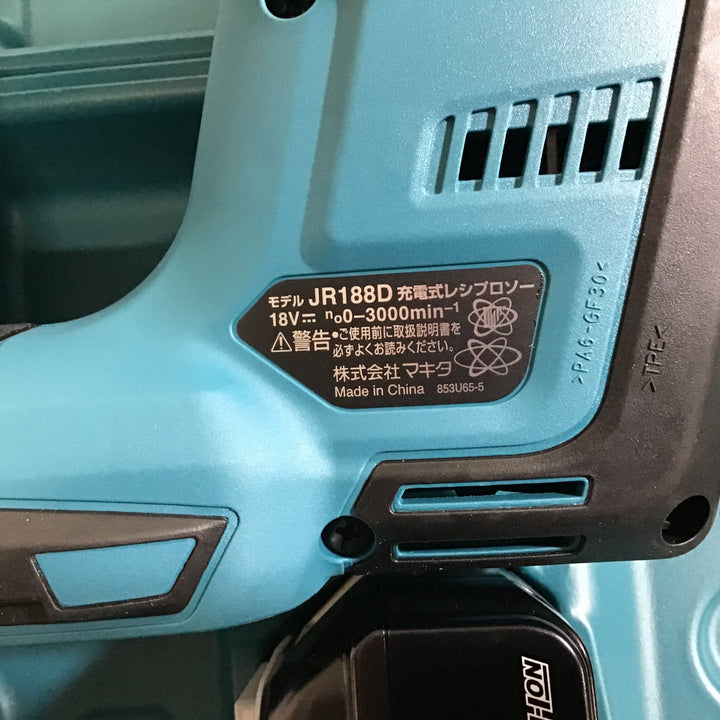 モデル JR188D 充電式レシプロソー
18V⎓ n₀0-3000min⁻¹
⚠警告 •ご使用前に取扱説明書を
必ずよくお読みください。
株式会社 マキタ
Made in China 853U65-5
>PA6-GF30<
>TPE<
ION